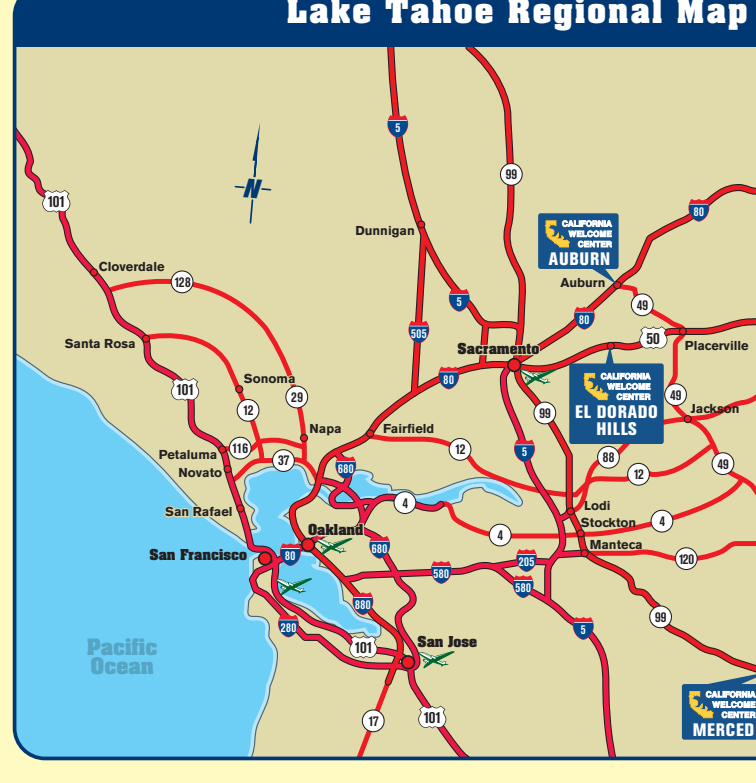 Lake Tahoe Regional Map
5
99
80
101
N
CALIFORNIA
WELCOME
CENTER
AUBURN
Dunnigan
Cloverdale
128
Auburn
49
5
80
505
50
Santa Rosa
Sacramento
Placerville
CALIFORNIA
WELCOME
CENTER
EL DORADO
HILLS
80
Sonoma
101
29
12
99
49
Jackson
Napa
Fairfield
116
12
5
88
Petaluma
37
680
12
49
Novato
4
Lodi
San Rafael
Stockton
4
Oakland
4
Manteca
San Francisco
80
680
205
120
580
580
880
99
280
5
Pacific
Ocean
101
San Jose
CALIFORNIA
WELCOME
CENTER
MERCED
17
101